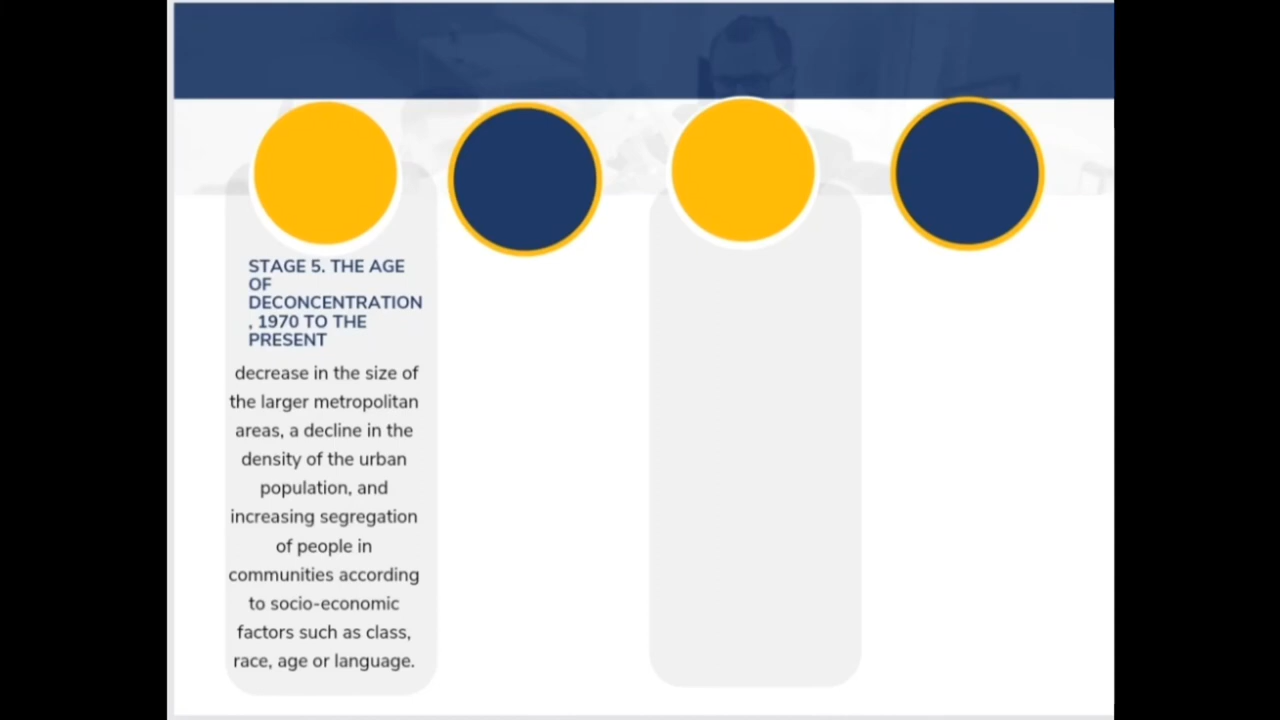 STAGE 5. THE AGE
OF
DECONCENTRATION
, 1970 TO THE
PRESENT
decrease in the size of
the larger metropolitan
areas, a decline in the
density of the urban
population, and
increasing segregation
of people in
communities according
to socio-economic
factors such as class,
race, age or language.